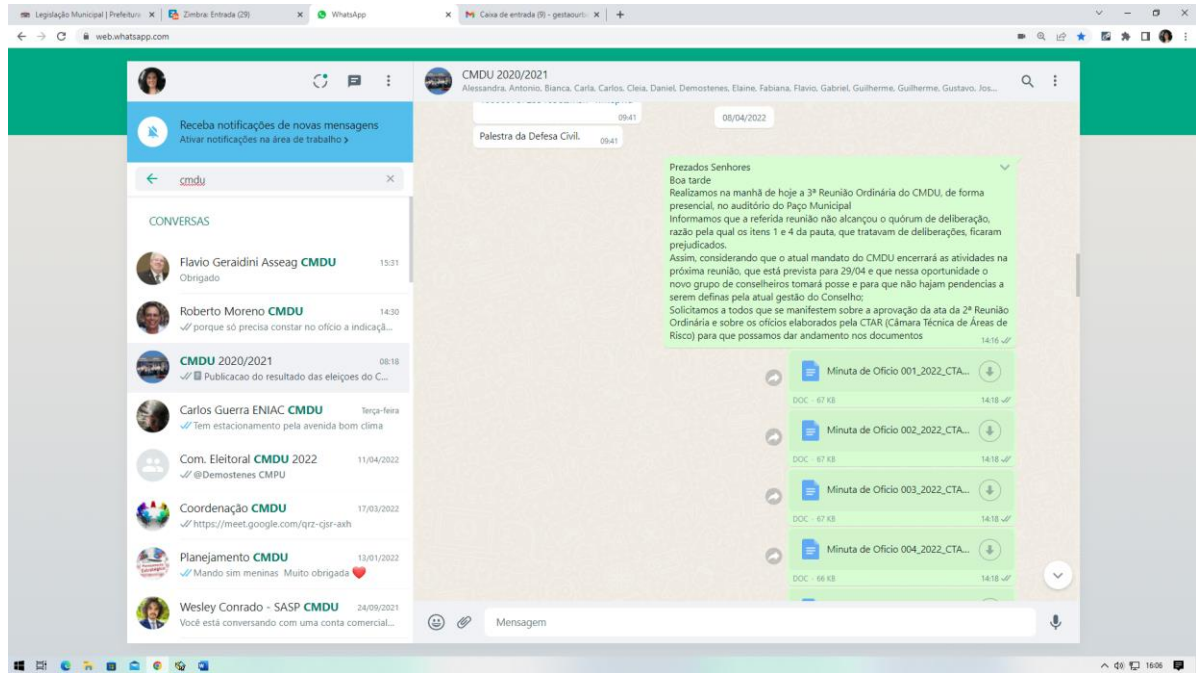 Legislação Municipal | Prefeitura
Zimbra: Entrada (29)
WhatsApp
Caixa de entrada (9) - gestaourb
web.whatsapp.com
CMDU 2020/2021
Alessandra, Antonio, Bianca, Carla, Carlos, Cleia, Daniel, Demostenes, Elaine, Fabiana, Flavio, Gabriel, Guilherme, Guilherme, Gustavo, Jos...
Receba notificações de novas mensagens
Ativar notificações na área de trabalho >
cmdu
CONVERSAS
Flavio Geraidini Asseag CMDU 15:31
Obrigado
Roberto Moreno CMDU 14:30
porque só precisa constar no ofício a indicaçã...
CMDU 2020/2021 08:18
Publicacao do resultado das eleiçoes do C...
Carlos Guerra ENIAC CMDU Terça-feira
Tem estacionamento pela avenida bom clima
Com. Eleitoral CMDU 2022 11/04/2022
@Demostenes CMPU
Coordenação CMDU 17/03/2022
https://meet.google.com/qrz-cjsr-axh
Planejamento CMDU 13/01/2022
Mando sim meninas Muito obrigada ❤️
Wesley Conrado - SASP CMDU 24/09/2021
Você está conversando com uma conta comercial...
09:41
08/04/2022
Palestra da Defesa Civil. 09:41
Prezados Senhores
Boa tarde
Realizamos na manhã de hoje a 3ª Reunião Ordinária do CMDU, de forma
presencial, no auditório do Paço Municipal
Informamos que a referida reunião não alcançou o quórum de deliberação,
razão pela qual os itens 1 e 4 da pauta, que tratavam de deliberações, ficaram
prejudicados.
Assim, considerando que o atual mandato do CMDU encerrará as atividades na
próxima reunião, que está prevista para 29/04 e que nessa oportunidade o
novo grupo de conselheiros tomará posse e para que não hajam pendencias a
serem definas pela atual gestão do Conselho;
Solicitamos a todos que se manifestem sobre a aprovação da ata da 2ª Reunião
Ordinária e sobre os ofícios elaborados pela CTAR (Câmara Técnica de Áreas de
Risco) para que possamos dar andamento nos documentos
14:16
Minuta de Oficio 001_2022_CTA...
DOC · 67 KB 14:18
Minuta de Oficio 002_2022_CTA...
DOC · 67 KB 14:18
Minuta de Oficio 003_2022_CTA...
DOC · 67 KB 14:18
Minuta de Oficio 004_2022_CTA...
DOC · 66 KB 14:18
Mensagem
16:06